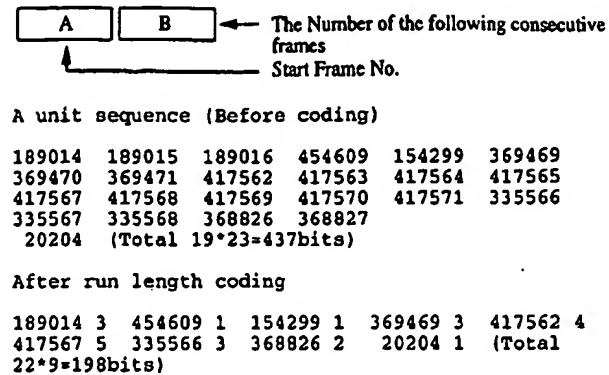 A B The Number of the following consecutive
frames
Start Frame No.
A unit sequence (Before coding)
189014 189015 189016 454609 154299 369469
369470 369471 417562 417563 417564 417565
417567 417568 417569 417570 417571 335566
335567 335568 368826 368827
20204 (Total 19*23=437bits)
After run length coding
189014 3 454609 1 154299 1 369469 3 417562 4
417567 5 335566 3 368826 2 20204 1 (Total
22*9=198bits)